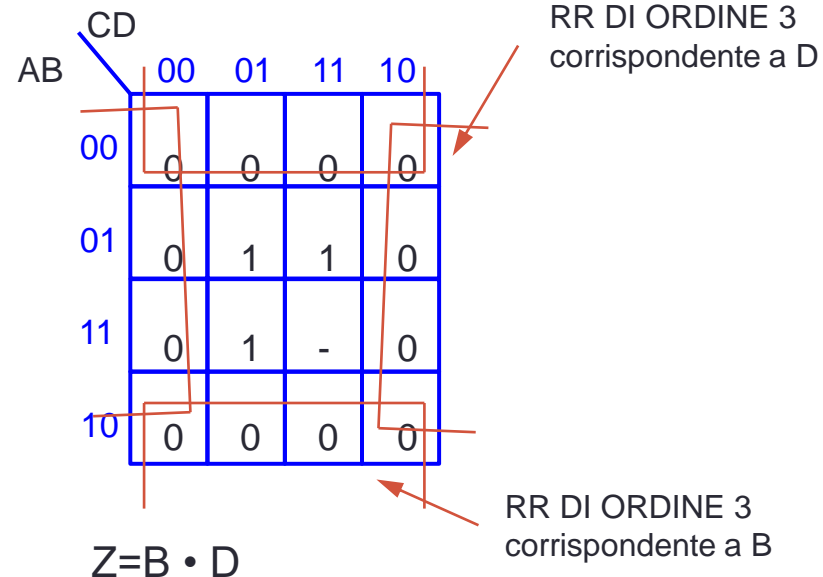 RR DI ORDINE 3
corrispondente a D
CD
AB
00 01 11 10
00 0 0 0 0
01 0 1 1 0
11 0 1 - 0
10 0 0 0 0
RR DI ORDINE 3
corrispondente a B
Z=B • D